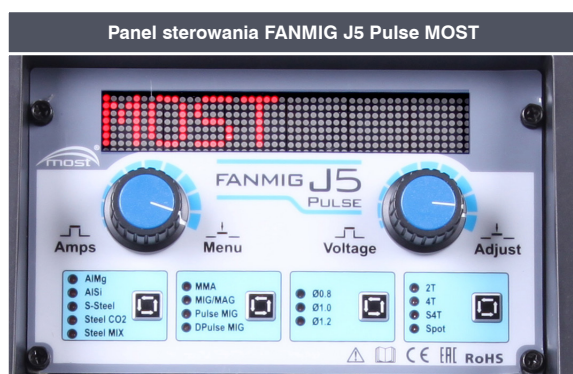 Panel sterowania FANMIG J5 Pulse MOST
MOST
most®
FANMIG J5
PULSE
Amps
Menu
Voltage
Adjust
AlMg
AlSi
S-Steel
Steel CO2
Steel MIX
MMA
MIG/MAG
Pulse MIG
DPulse MIG
Ø0.8
Ø1.0
Ø1.2
2T
4T
S4T
Spot
CE EAC RoHS